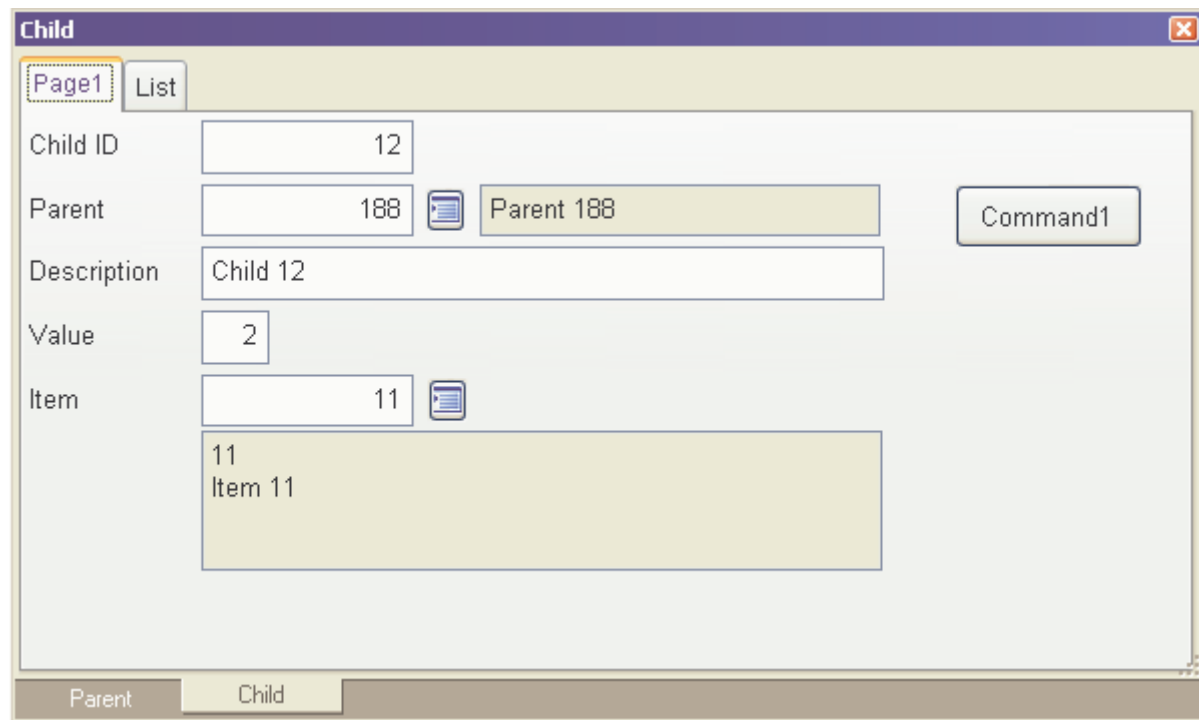 Child
Page1 List
Child ID 12
Parent 188 Parent 188
Command1
Description Child 12
Value 2
Item 11
11
Item 11
Parent Child